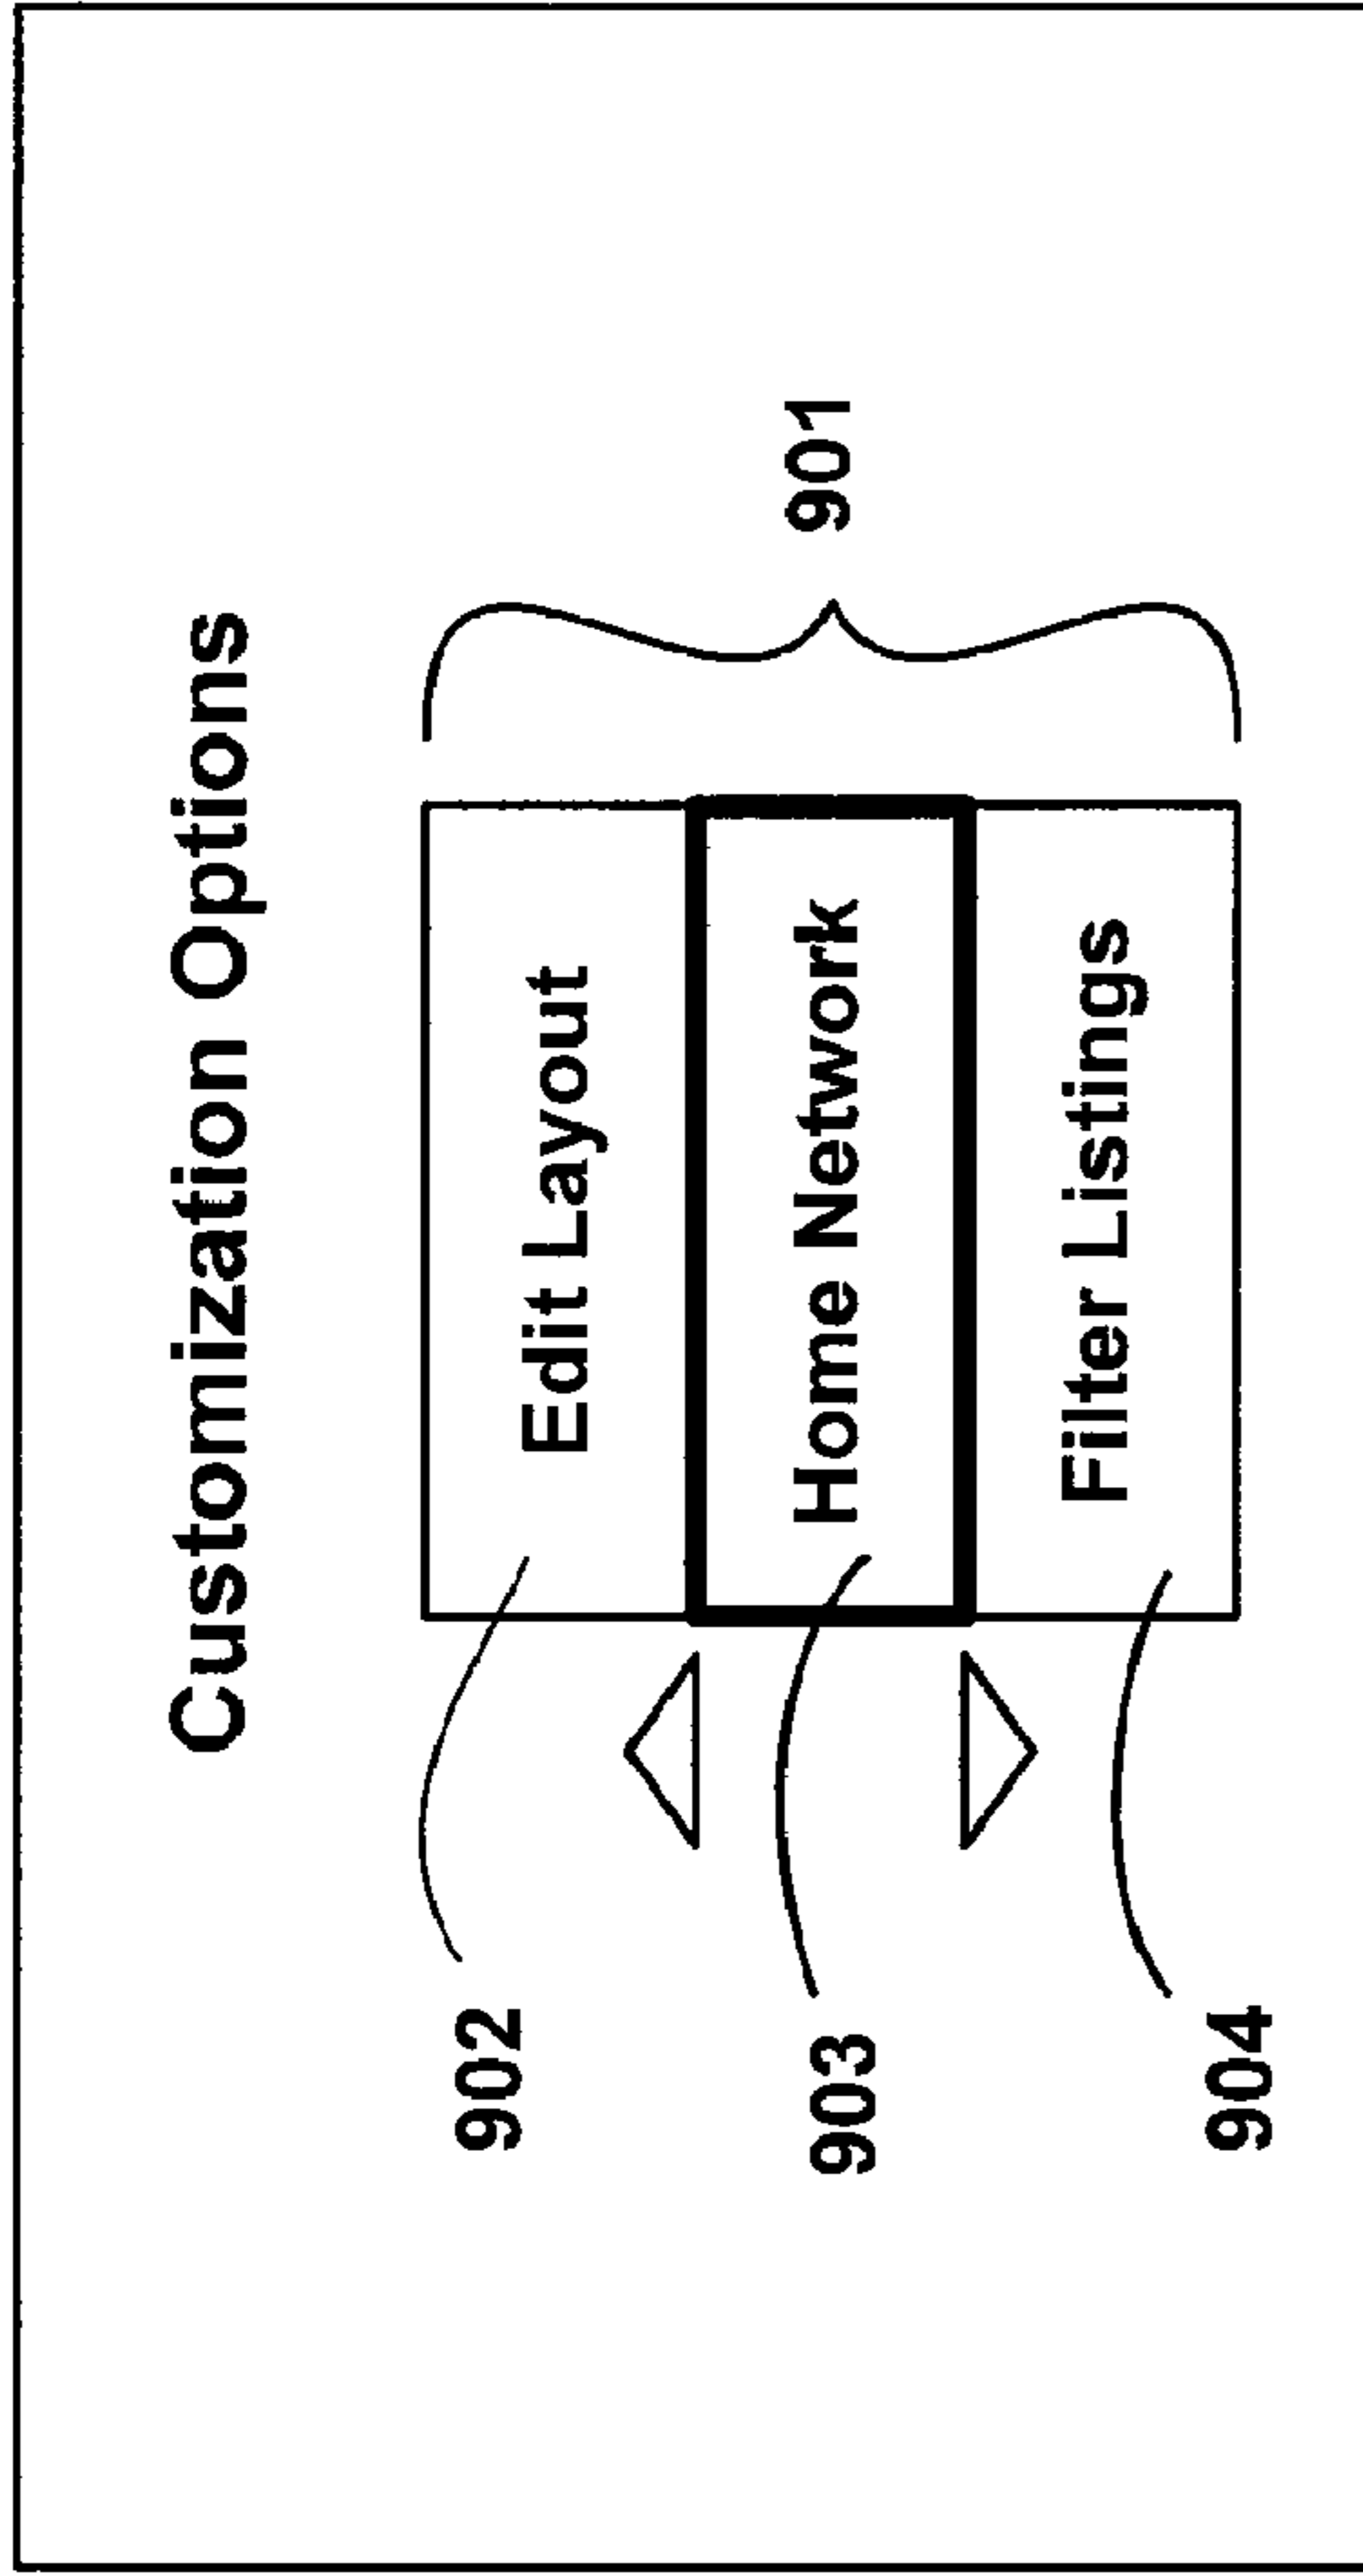 Customization Options
902
Edit Layout
903
Home Network
901
904
Filter Listings